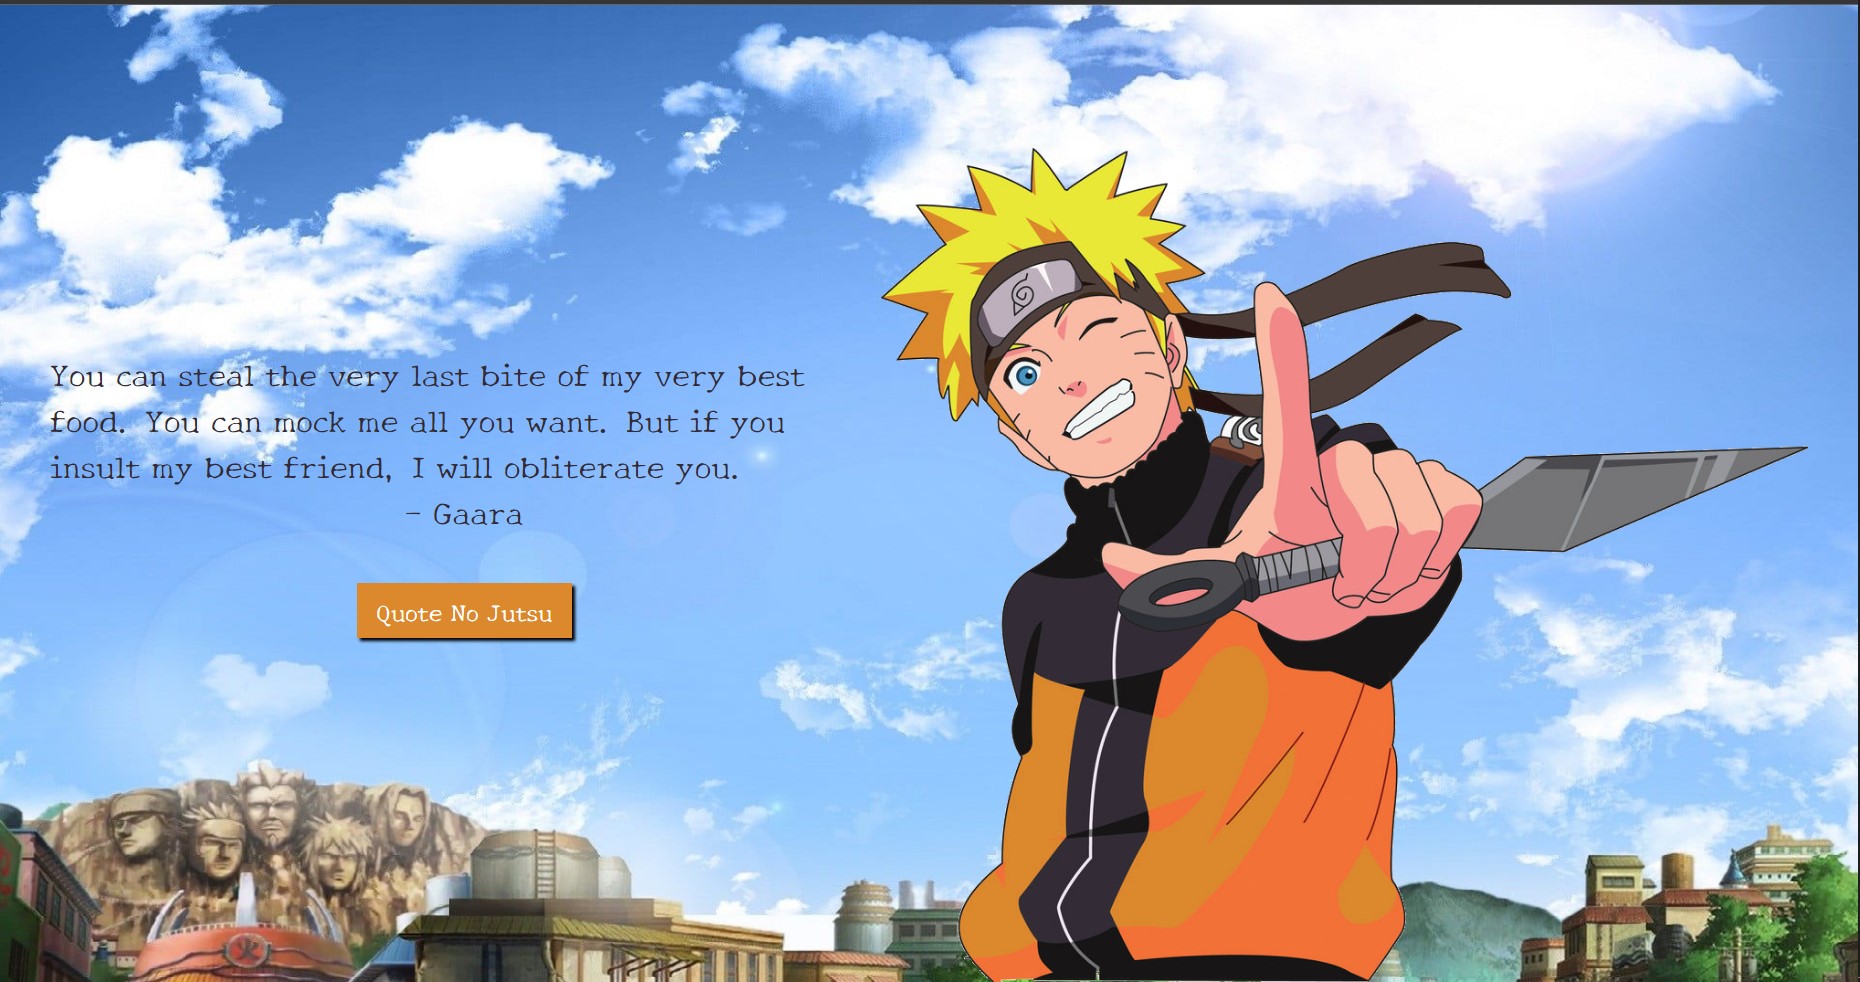 You can steal the very last bite of my very best
food. You can mock me all you want. But if you
insult my best friend, I will obliterate you.
- Gaara
Quote No Jutsu
火